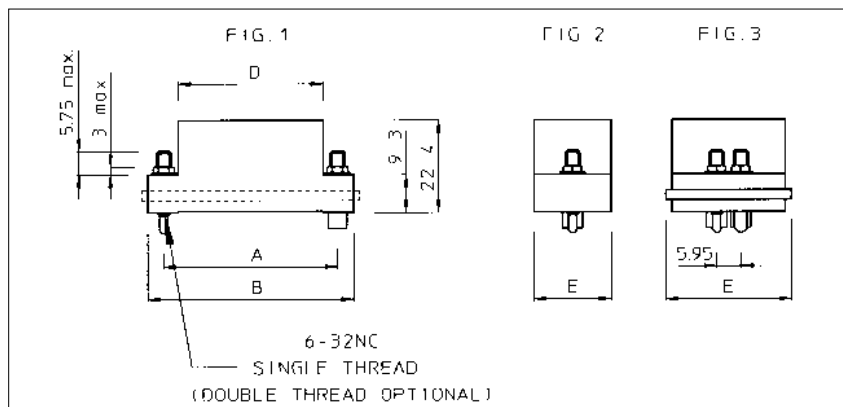 FIG.1
FIG 2
FIG.3
D
5.75 max.
3 max
9 3
22 4
A
B
E
5.95
E
6-32NC
SINGLE THREAD
(DOUBLE THREAD OPTIONAL)